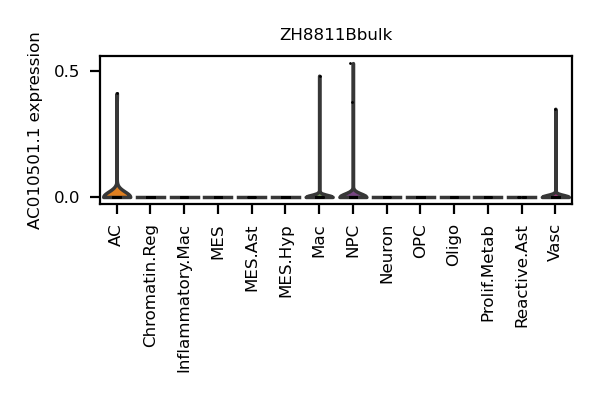 ZH8811Bbulk
AC010501.1 expression
0.5
0.0
AC
Chromatin.Reg
Inflammatory.Mac
MES
MES.Ast
MES.Hyp
Mac
NPC
Neuron
OPC
Oligo
Prolif.Metab
Reactive.Ast
Vasc